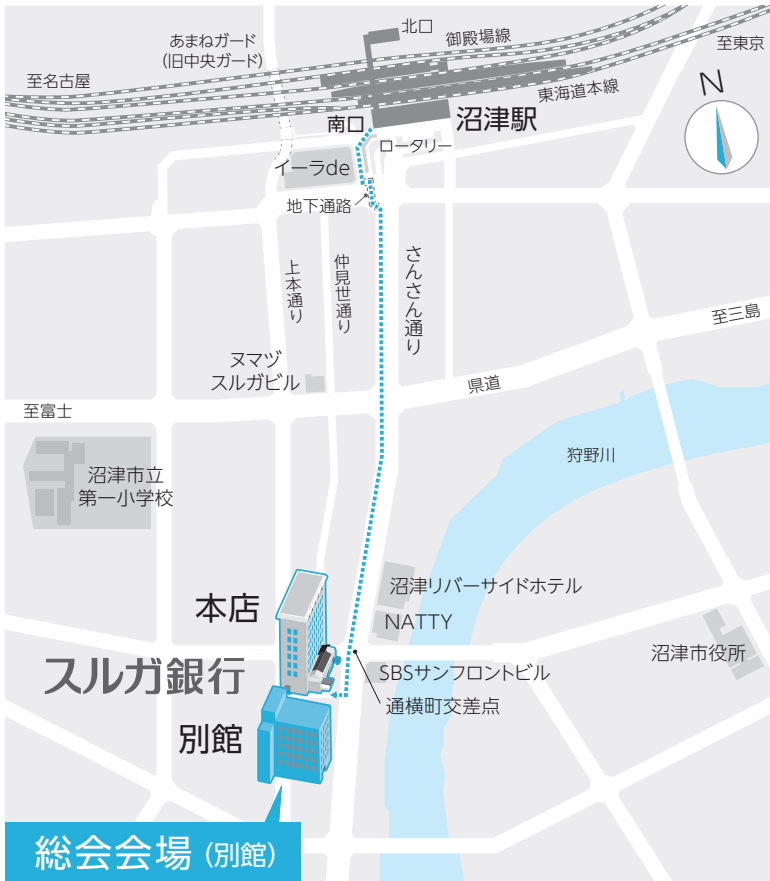 北口
御殿場線
あまねガード
(旧中央ガード)
至東京
至名古屋
東海道本線
N
南口
沼津駅
ロータリー
イーラde
地下通路
さんさん通り
仲見世通り
上本通り
至三島
ヌマヅ
スルガビル
県道
至富士
狩野川
沼津市立
第一小学校
沼津リバーサイドホテル
本店
NATTY
沼津市役所
SBSサンフロントビル
スルガ銀行
通横町交差点
別館
総会会場(別館)